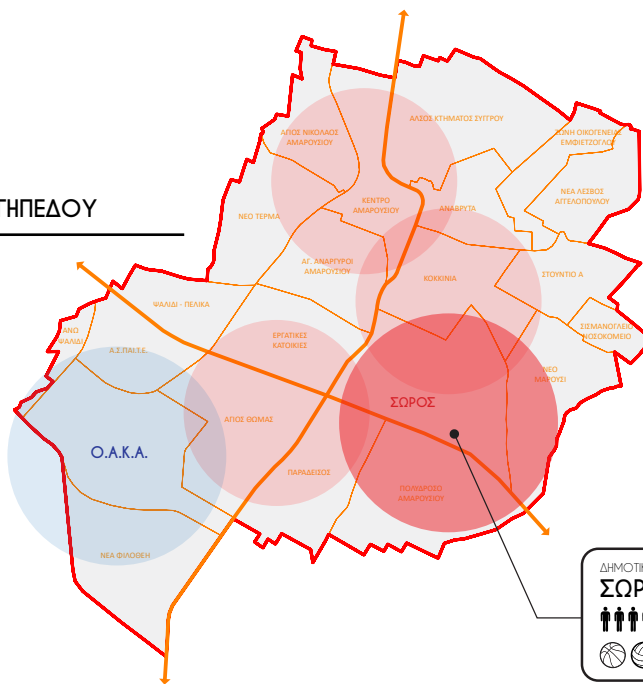 ΑΓΙΟΣ ΝΙΚΟΛΑΟΣ
ΑΜΑΡΟΥΣΙΟΥ
ΑΛΣΟΣ ΚΤΗΜΑΤΟΣ ΣΥΓΓΡΟΥ
ΖΩΝΗ ΟΙΚΟΓΕΝΕΙΑΣ
ΕΜΦΙΕΤΖΟΓΛΟΥ
ΝΕΑ ΛΕΣΒΟΣ
ΑΓΓΕΛΟΠΟΥΛΟΥ
ΓΗΠΕΔΟΥ
ΚΕΝΤΡΟ
ΑΜΑΡΟΥΣΙΟΥ
ΑΝΑΒΡΥΤΑ
ΝΕΟ ΤΕΡΜΑ
ΑΓ. ΑΝΑΡΓΥΡΟΙ
ΑΜΑΡΟΥΣΙΟΥ
ΚΟΚΚΙΝΙΑ
ΣΤΟΥΝΤΙΟ Α
ΨΑΛΙΔΙ - ΠΕΛΙΚΑ
ΑΝΩ
ΨΑΛΙΔΙ
Α.Σ.ΠΑΙ.Τ.Ε.
ΕΡΓΑΤΙΚΕΣ
ΚΑΤΟΙΚΙΕΣ
ΣΙΣΜΑΝΟΓΛΕΙΟ
ΝΟΣΟΚΟΜΕΙΟ
ΝΕΟ
ΜΑΡΟΥΣΙ
ΣΩΡΟΣ
ΑΓΙΟΣ ΘΩΜΑΣ
Ο.Α.Κ.Α.
ΠΑΡΑΔΕΙΣΟΣ
ΠΟΛΥΔΡΟΣΟ
ΑΜΑΡΟΥΣΙΟΥ
ΝΕΑ ΦΙΛΟΘΕΗ
ΔΗΜΟΤΙΚ
ΣΩΡ